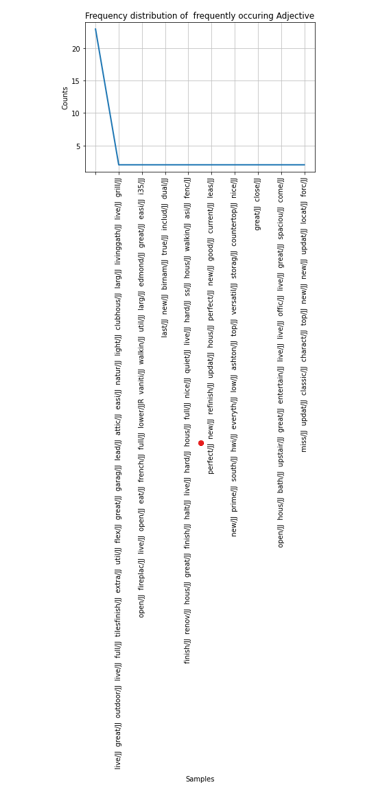 Frequency distribution of  frequently occuring Adjective
Counts
20
15
10
5
live/JJ  great/JJ  outdoor/JJ  live/JJ  full/JJ  tilesfinish/JJ  extra/JJ  util/JJ  flex/JJ  great/JJ  garag/JJ  lead/JJ  attic/JJ  easi/JJ  natur/JJ  light/JJ  clubhous/JJ  larg/JJ  livinggath/JJ  live/JJ  grill/JJ
open/JJ  fireplac/JJ  live/JJ  open/JJ  eat/JJ  french/JJ  full/JJ  lower/JJR  vaniti/JJ  walkin/JJ  util/JJ  larg/JJ  edmond/JJ  great/JJ  easi/JJ  i35/JJ
last/JJ  new/JJ  birnam/JJ  true/JJ  includ/JJ  dual/JJ
finish/JJ  renov/JJ  hous/JJ  great/JJ  finish/JJ  halt/JJ  live/JJ  hard/JJ  hous/JJ  full/JJ  nice/JJ  quiet/JJ  live/JJ  hard/JJ  ss/JJ  hous/JJ  walkin/JJ  asi/JJ  fenc/JJ
perfect/JJ  new/JJ  refinish/JJ  updat/JJ  hous/JJ  perfect/JJ  new/JJ  good/JJ  current/JJ  leas/JJ
new/JJ  prime/JJ  south/JJ  hwi/JJ  everyth/JJ  low/JJ  ashton/JJ  top/JJ  versatil/JJ  storag/JJ  countertop/JJ  nice/JJ
great/JJ  close/JJ
open/JJ  hous/JJ  bath/JJ  upstair/JJ  great/JJ  entertain/JJ  live/JJ  live/JJ  offic/JJ  live/JJ  great/JJ  spaciou/JJ  come/JJ
miss/JJ  updat/JJ  classic/JJ  charact/JJ  top/JJ  new/JJ  new/JJ  updat/JJ  locat/JJ  forc/JJ
Samples